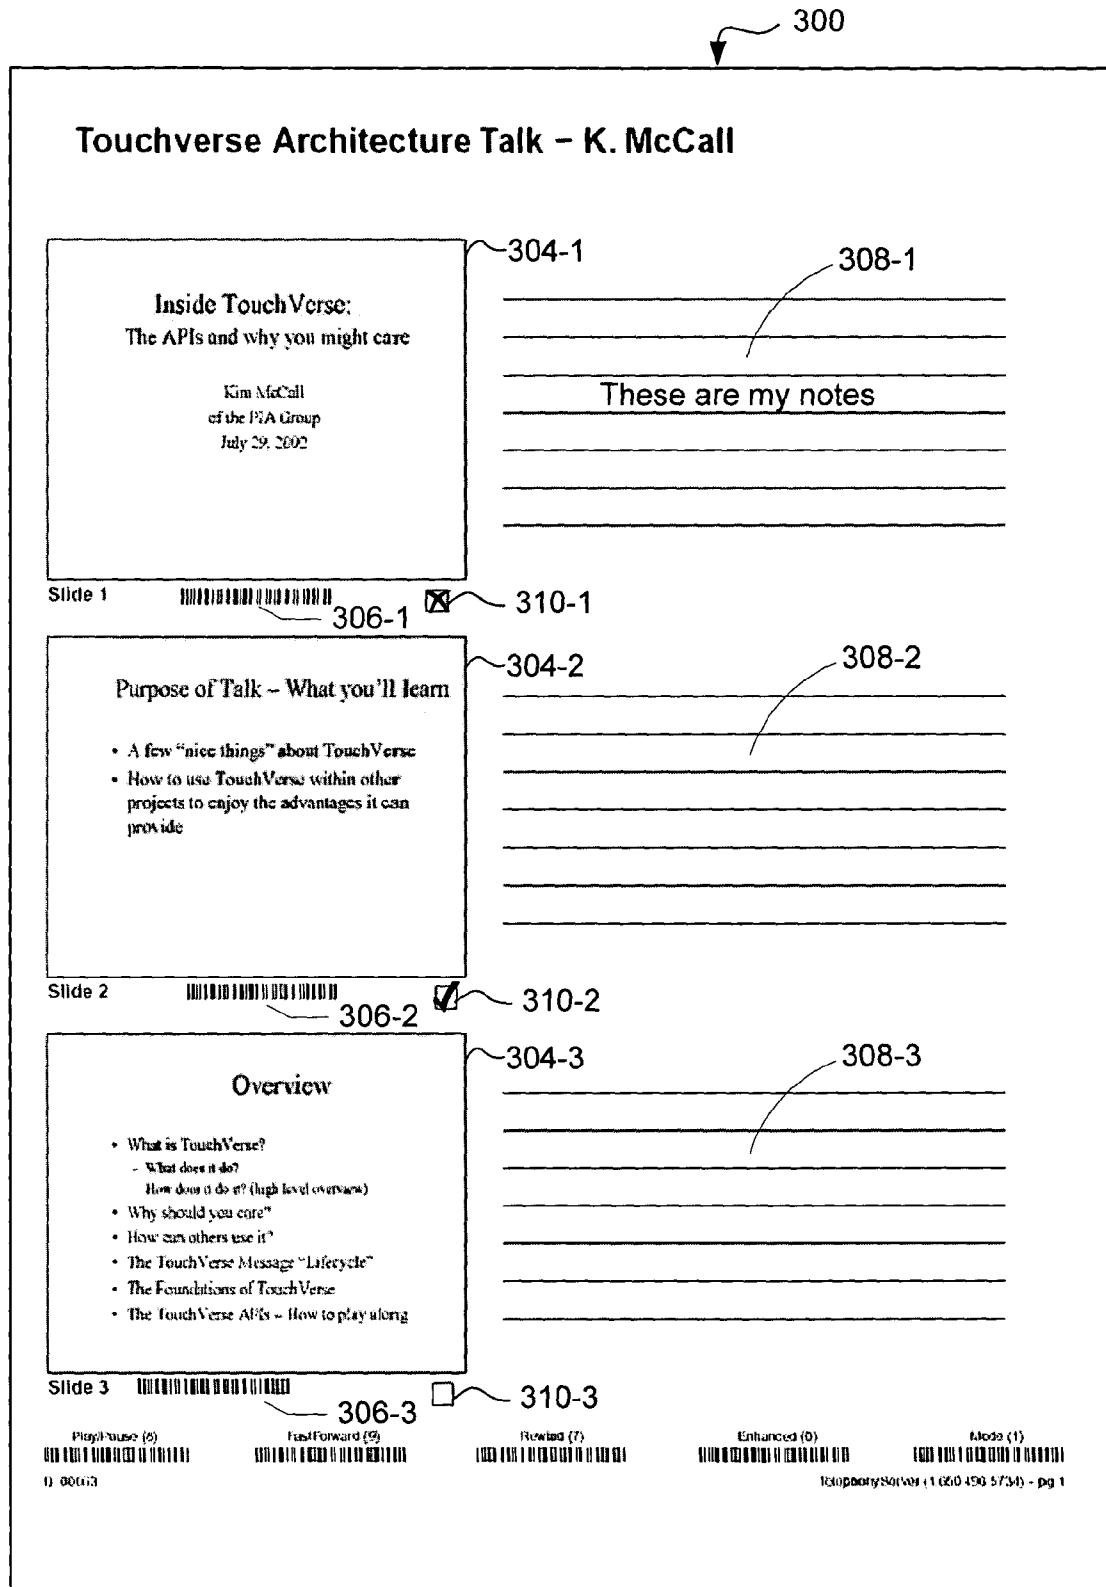 300
Touchverse Architecture Talk – K. McCall
304-1
308-1
Inside TouchVerse:
The APIs and why you might care
Kim McCall
of the PIA Group
July 29, 2002
These are my notes
Slide 1
306-1
310-1
304-2
308-2
Purpose of Talk – What you'll learn
• A few “nice things” about TouchVerse
• How to use TouchVerse within other
projects to enjoy the advantages it can
provide
Slide 2
306-2
310-2
304-3
308-3
Overview
• What is TouchVerse?
– What does it do?
How does it do it? (high level overview)
• Why should you care?
• How can others use it?
• The TouchVerse Message “Lifecycle”
• The Foundations of TouchVerse
• The TouchVerse APIs – How to play along
Slide 3
306-3
310-3
Play/Pause (8)
FastForward (9)
Rewind (7)
Enhanced (0)
Mode (1)
TelephonyServer - pg 1